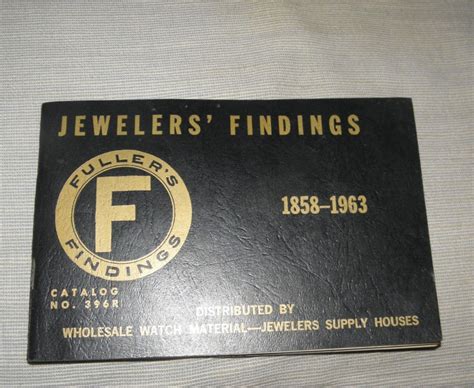 JEWELERS' FINDINGS
FULLER'S
F
FINDINGS
1858–1963
CATALOG
NO. 396R
DISTRIBUTED BY
WHOLESALE WATCH MATERIAL—JEWELERS SUPPLY HOUSES